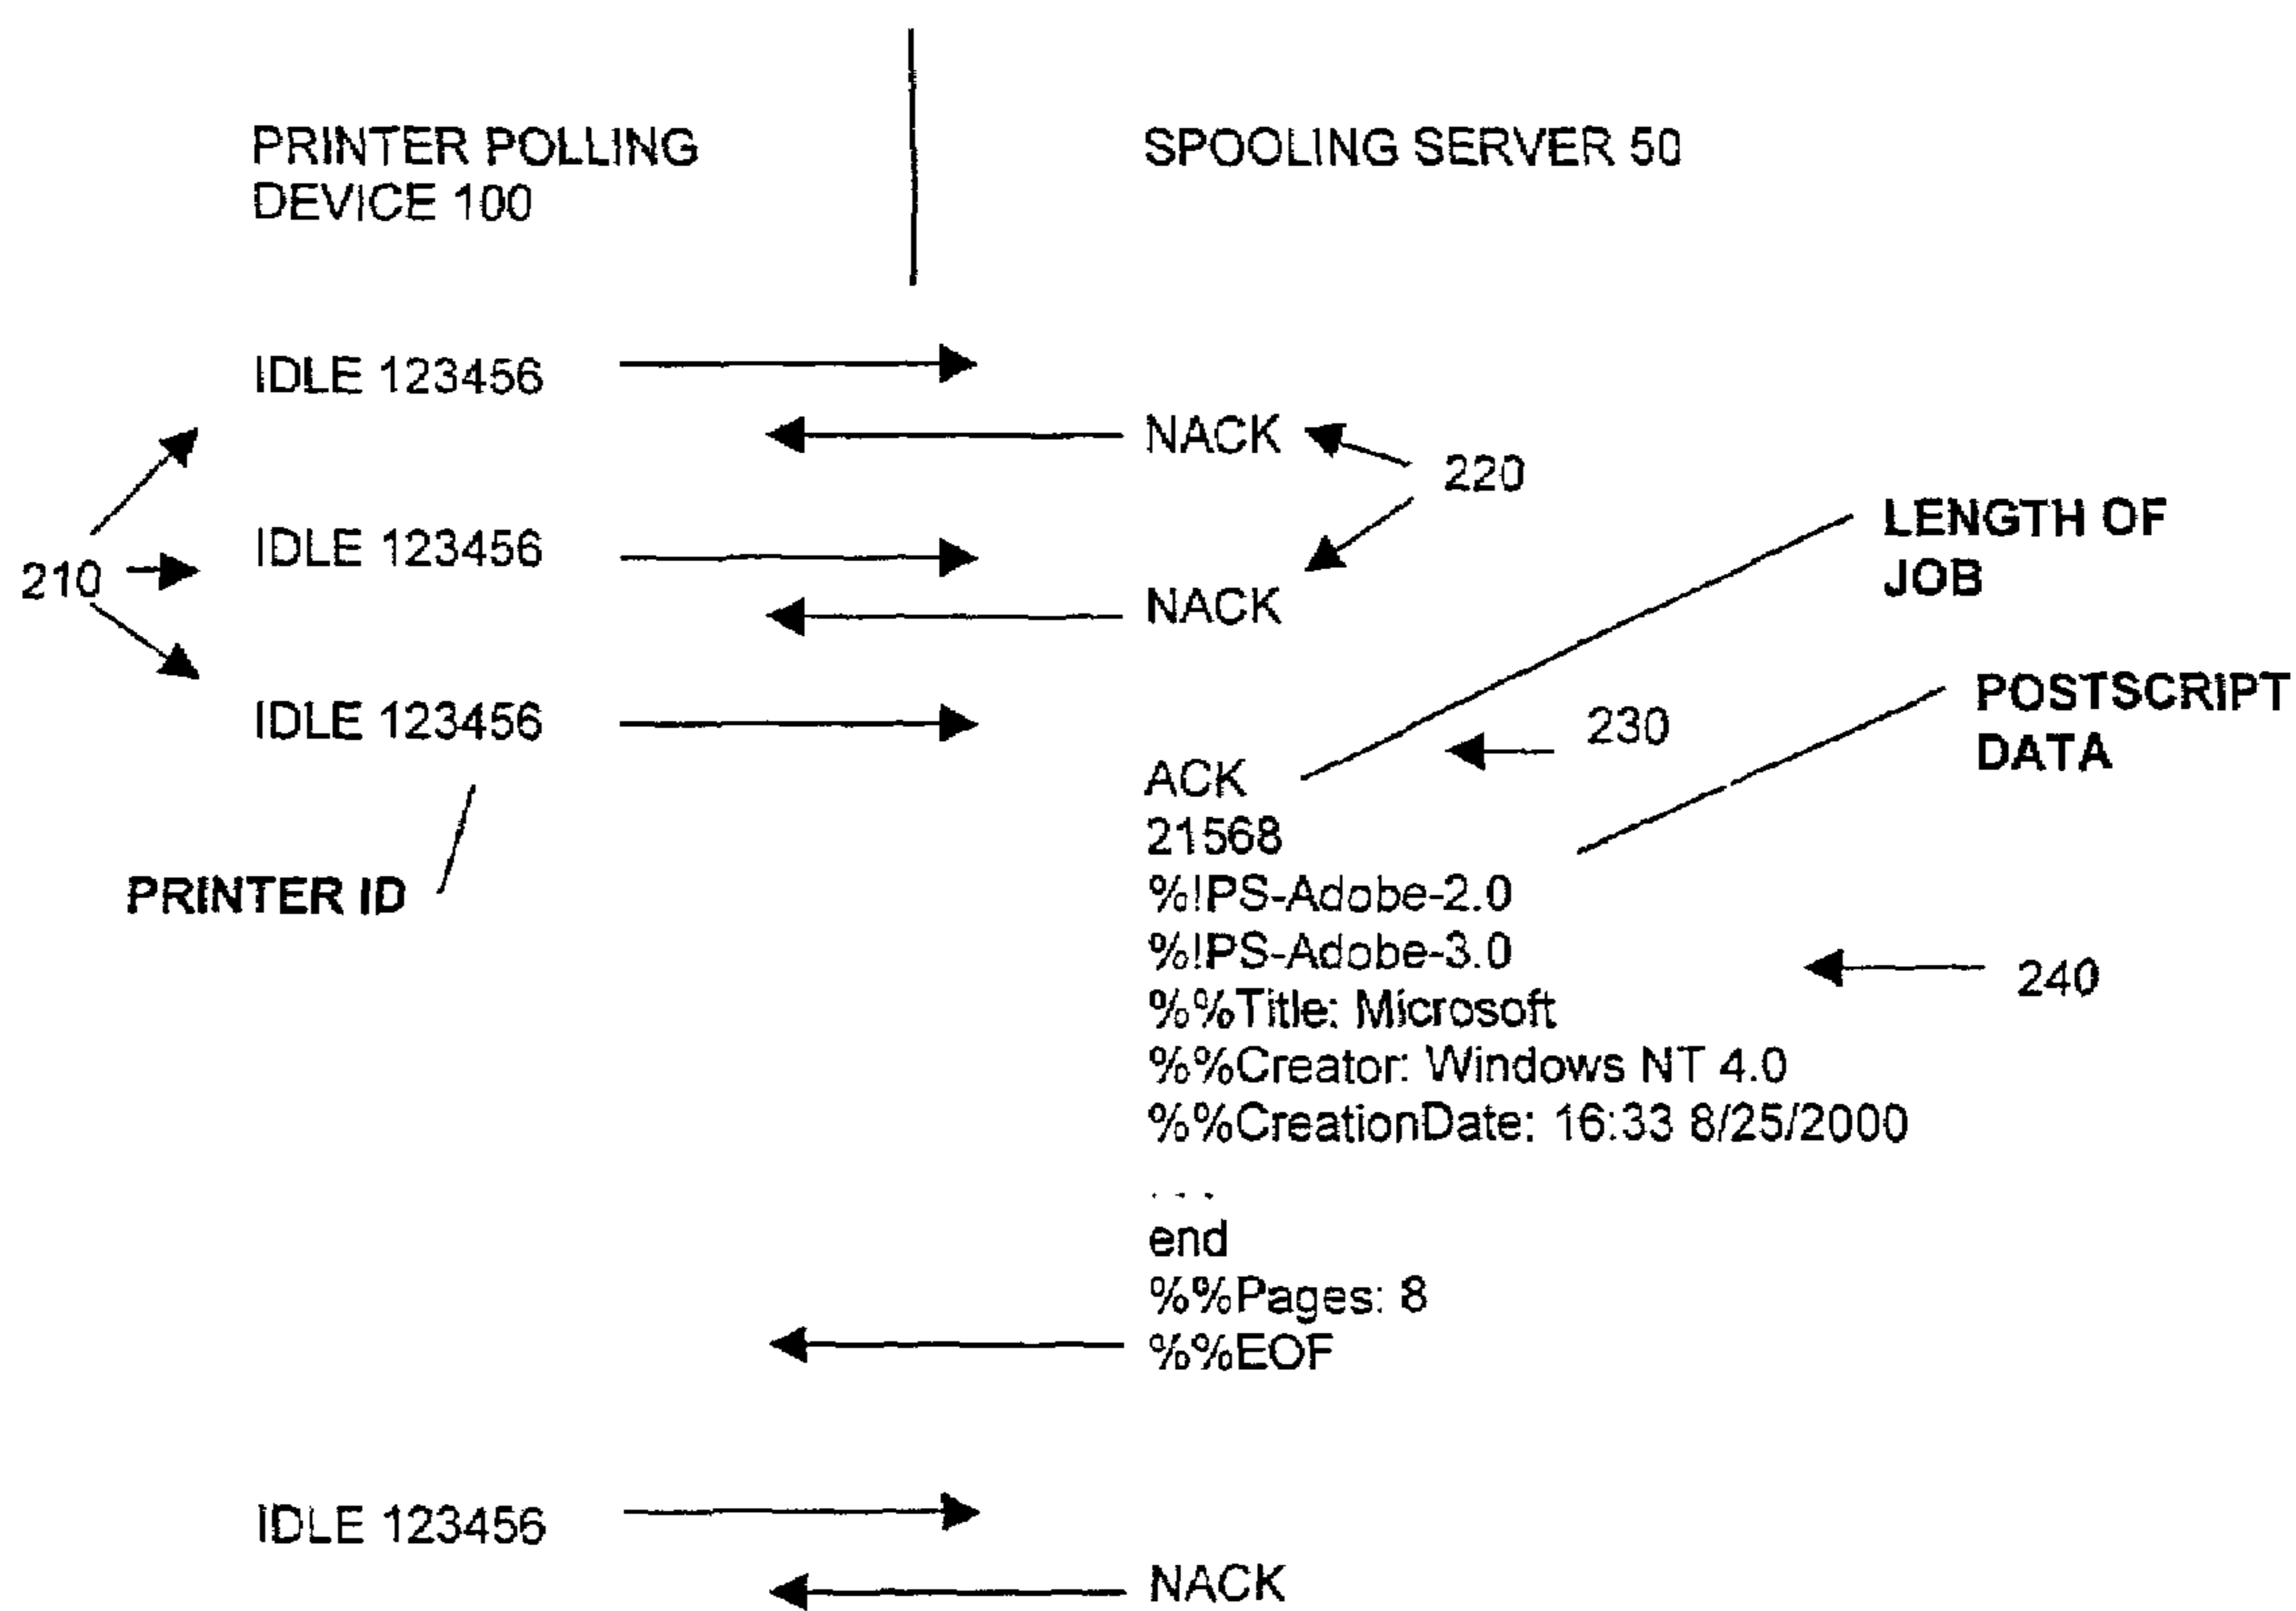 PRINTER POLLING
DEVICE 100
SPOOLING SERVER 50
IDLE 123456
NACK
220
210
IDLE 123456
NACK
LENGTH OF
JOB
IDLE 123456
230
POSTSCRIPT
DATA
PRINTER ID
ACK
21568
%!PS-Adobe-2.0
%!PS-Adobe-3.0
240
%%Title: Microsoft
%%Creator: Windows NT 4.0
%%CreationDate: 16:33 8/25/2000
. . .
end
%%Pages: 8
%%EOF
IDLE 123456
NACK